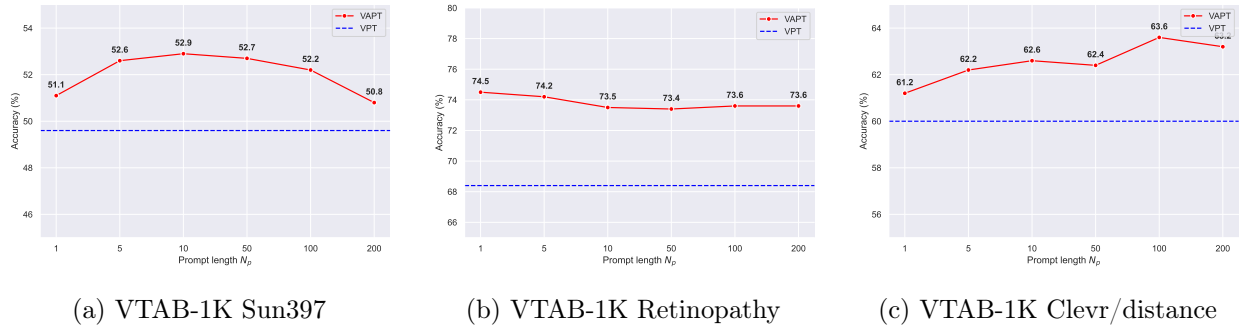 54
52
50
48
46
Accuracy (%)
51.1
52.6
52.9
52.7
52.2
50.8
VAPT
VPT
1 5 10 50 100 200
Prompt length Np
(a) VTAB-1K Sun397
80
78
76
74
72
70
68
66
Accuracy (%)
74.5
74.2
73.5
73.4
73.6
73.6
VAPT
VPT
1 5 10 50 100 200
Prompt length Np
(b) VTAB-1K Retinopathy
64
62
60
58
56
Accuracy (%)
61.2
62.2
62.6
62.4
63.6
63.2
VAPT
VPT
1 5 10 50 100 200
Prompt length Np
(c) VTAB-1K Clevr/distance